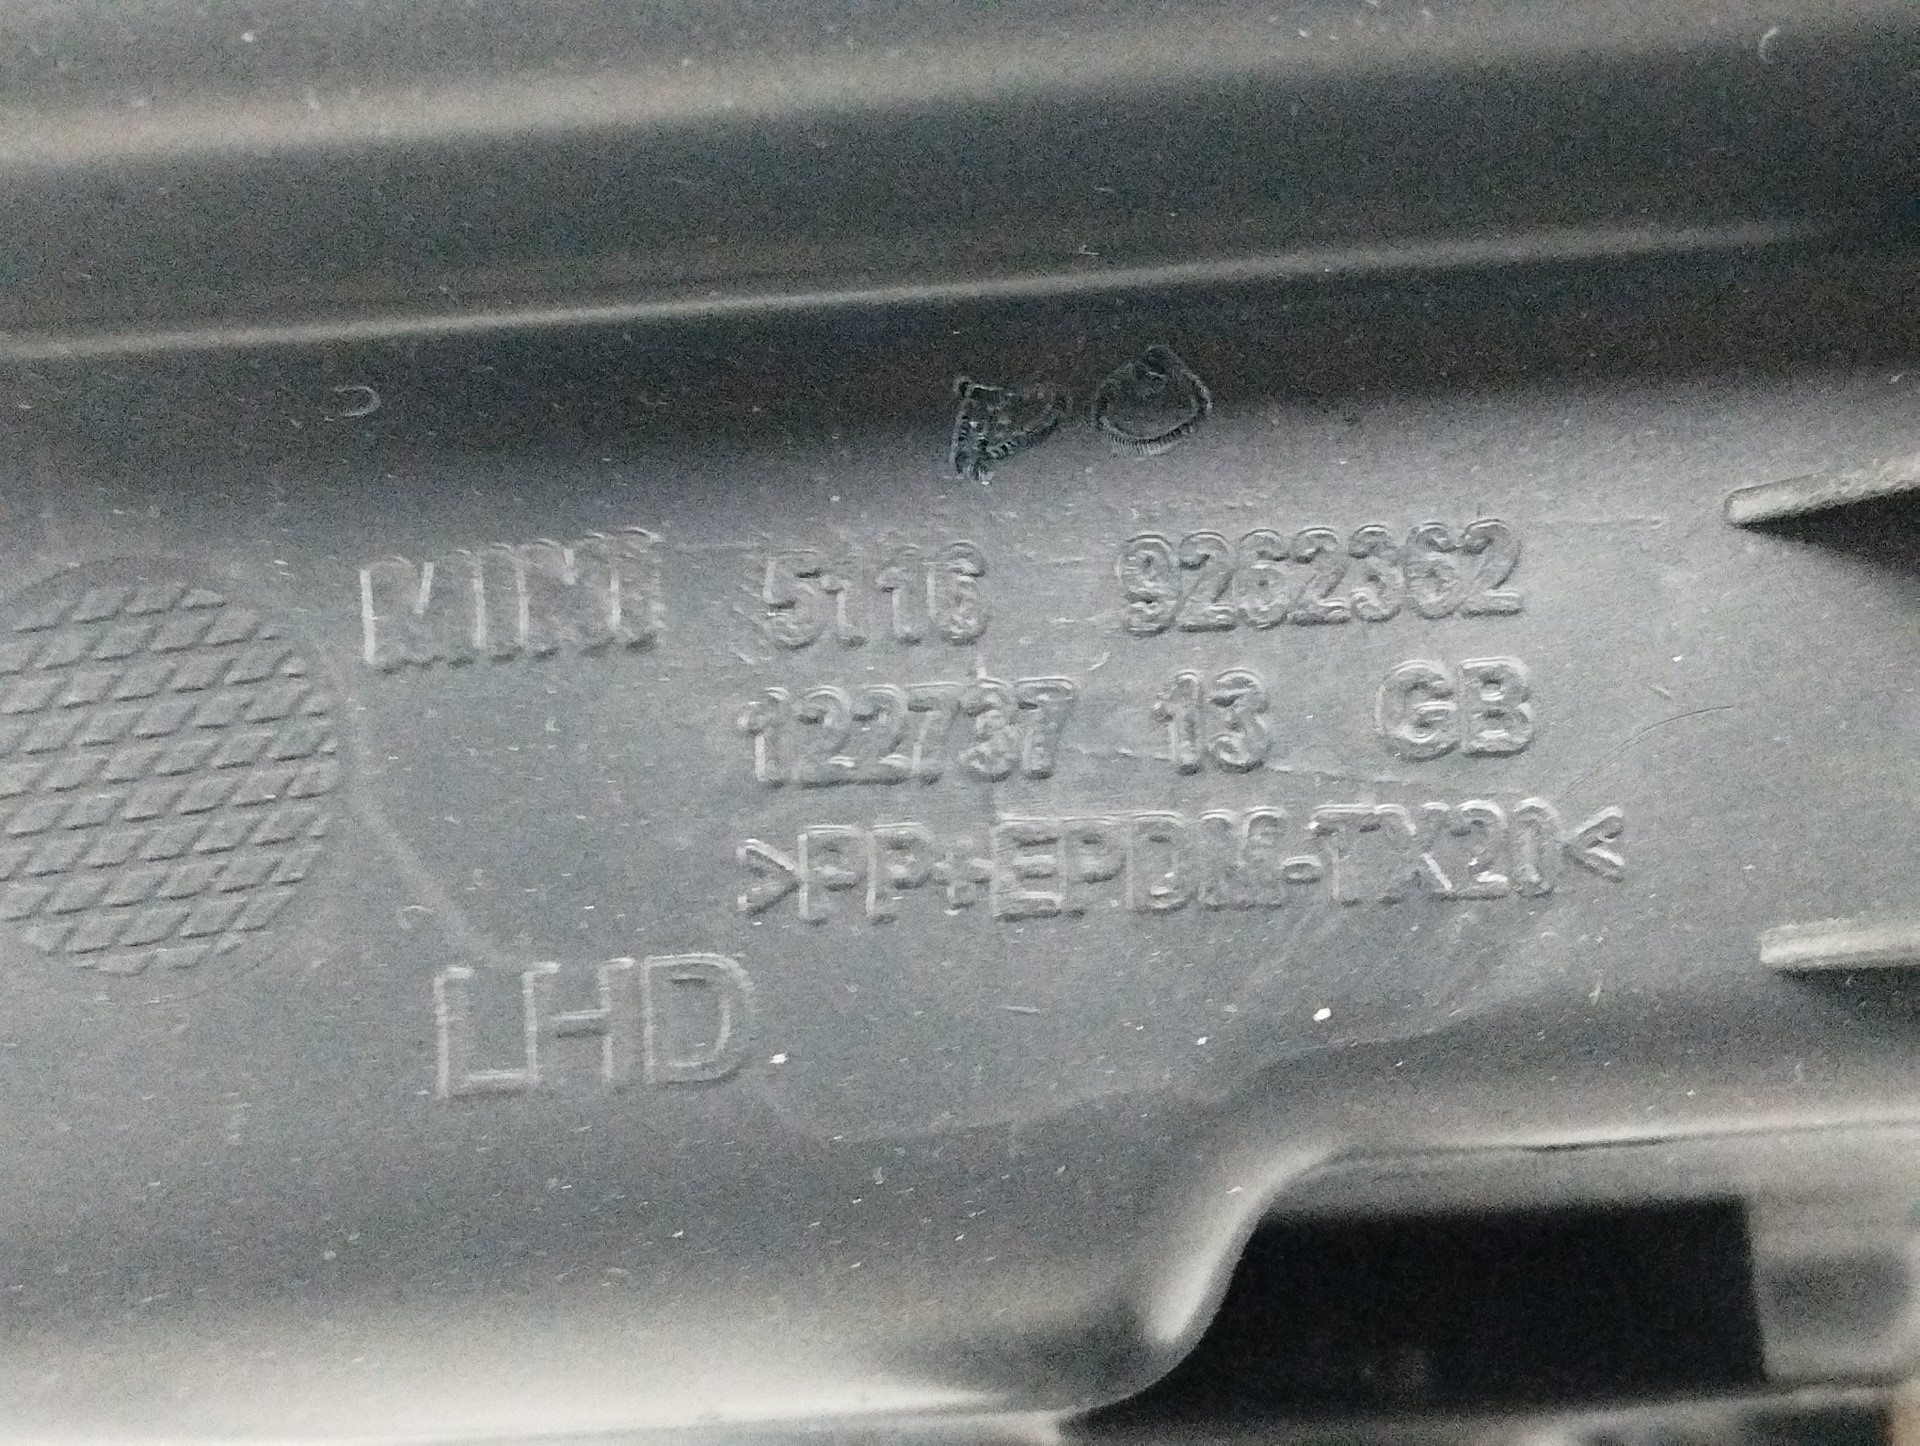 MINI 5116 9262362
122737 13 GB
>PP+EPDM-TX20<
LHD